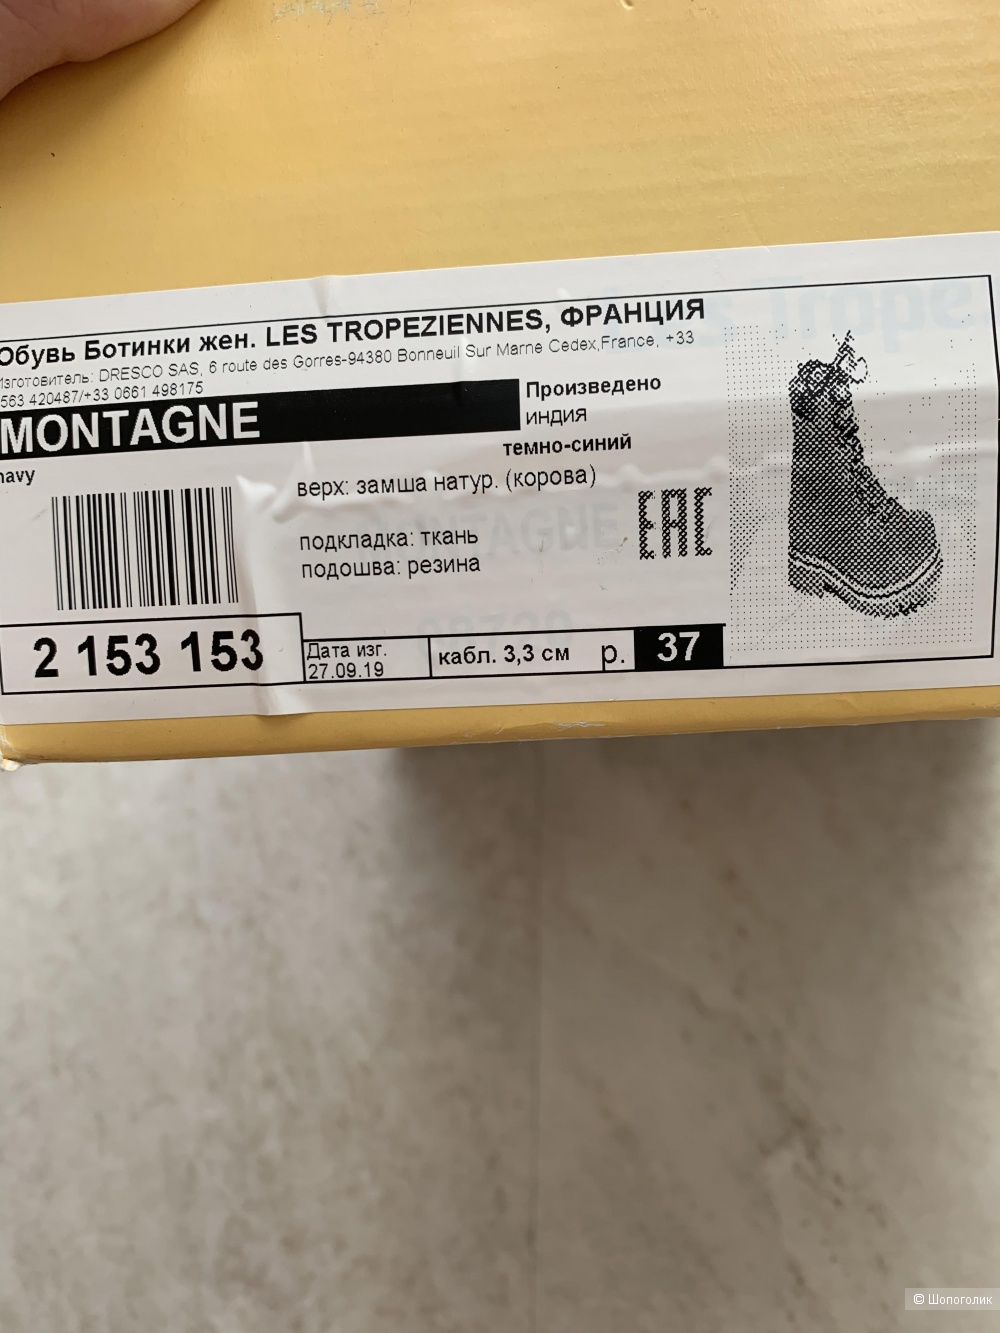 Обувь Ботинки жен. LES TROPEZIENNES, ФРАНЦИЯ
Изготовитель: DRESCO SAS, 6 route des Gorres-94380 Bonneuil Sur Marne Cedex,France, +33
563 420487/+33 0661 498175
MONTAGNE
Произведено
ИНДИЯ
темно-синий
navy
верх: замша натур. (корова)
подкладка: ткань
подошва: резина
EAC
2 153 153
Дата изг.
27.09.19
кабл. 3,3 см
р.
37
© Шопоголик